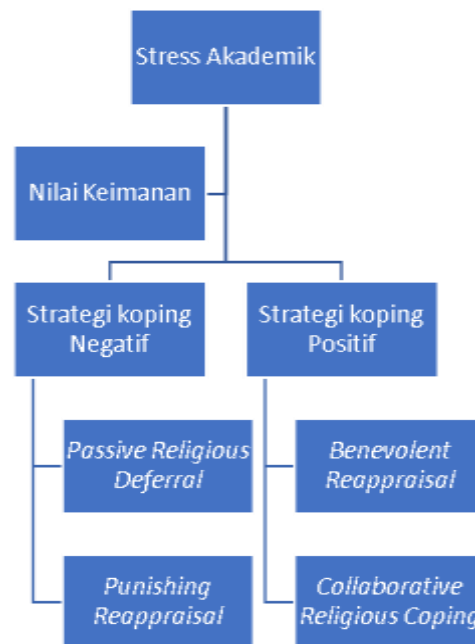 Stress Akademik
Nilai Keimanan
Strategi koping
Negatif
Strategi koping
Positif
Passive Religious
Deferral
Benevolent
Reappraisal
Punishing
Reappraisal
Collaborative
Religious Coping